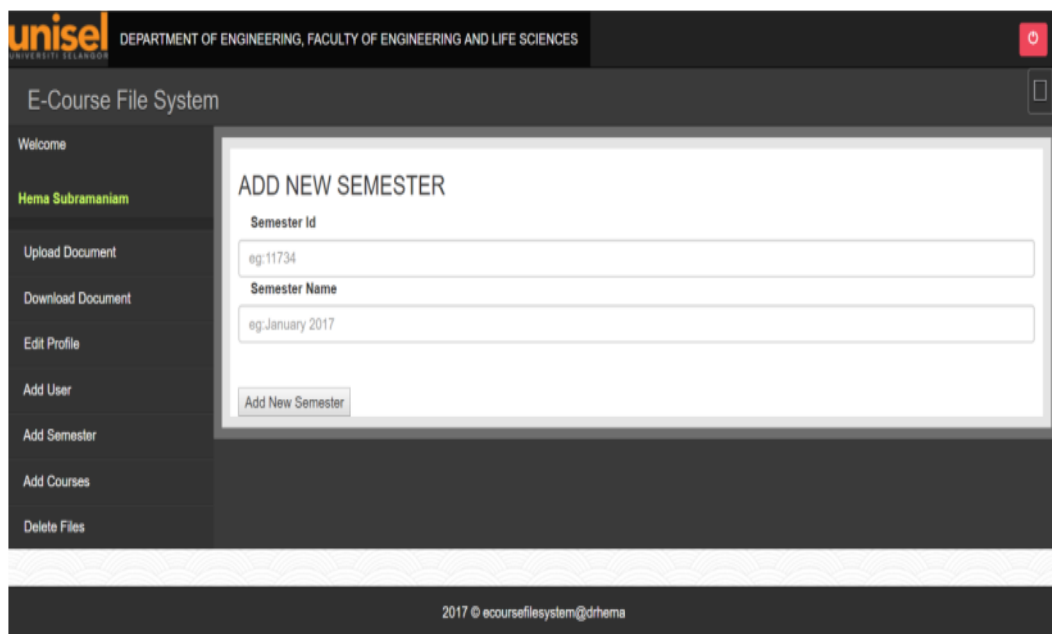 unisel
UNIVERSITI SELANGOR
DEPARTMENT OF ENGINEERING, FACULTY OF ENGINEERING AND LIFE SCIENCES
E-Course File System
Welcome
Hema Subramaniam
Upload Document
Download Document
Edit Profile
Add User
Add Semester
Add Courses
Delete Files
ADD NEW SEMESTER
Semester Id
eg:11734
Semester Name
eg:January 2017
Add New Semester
2017 © ecoursefilesystem@drhema